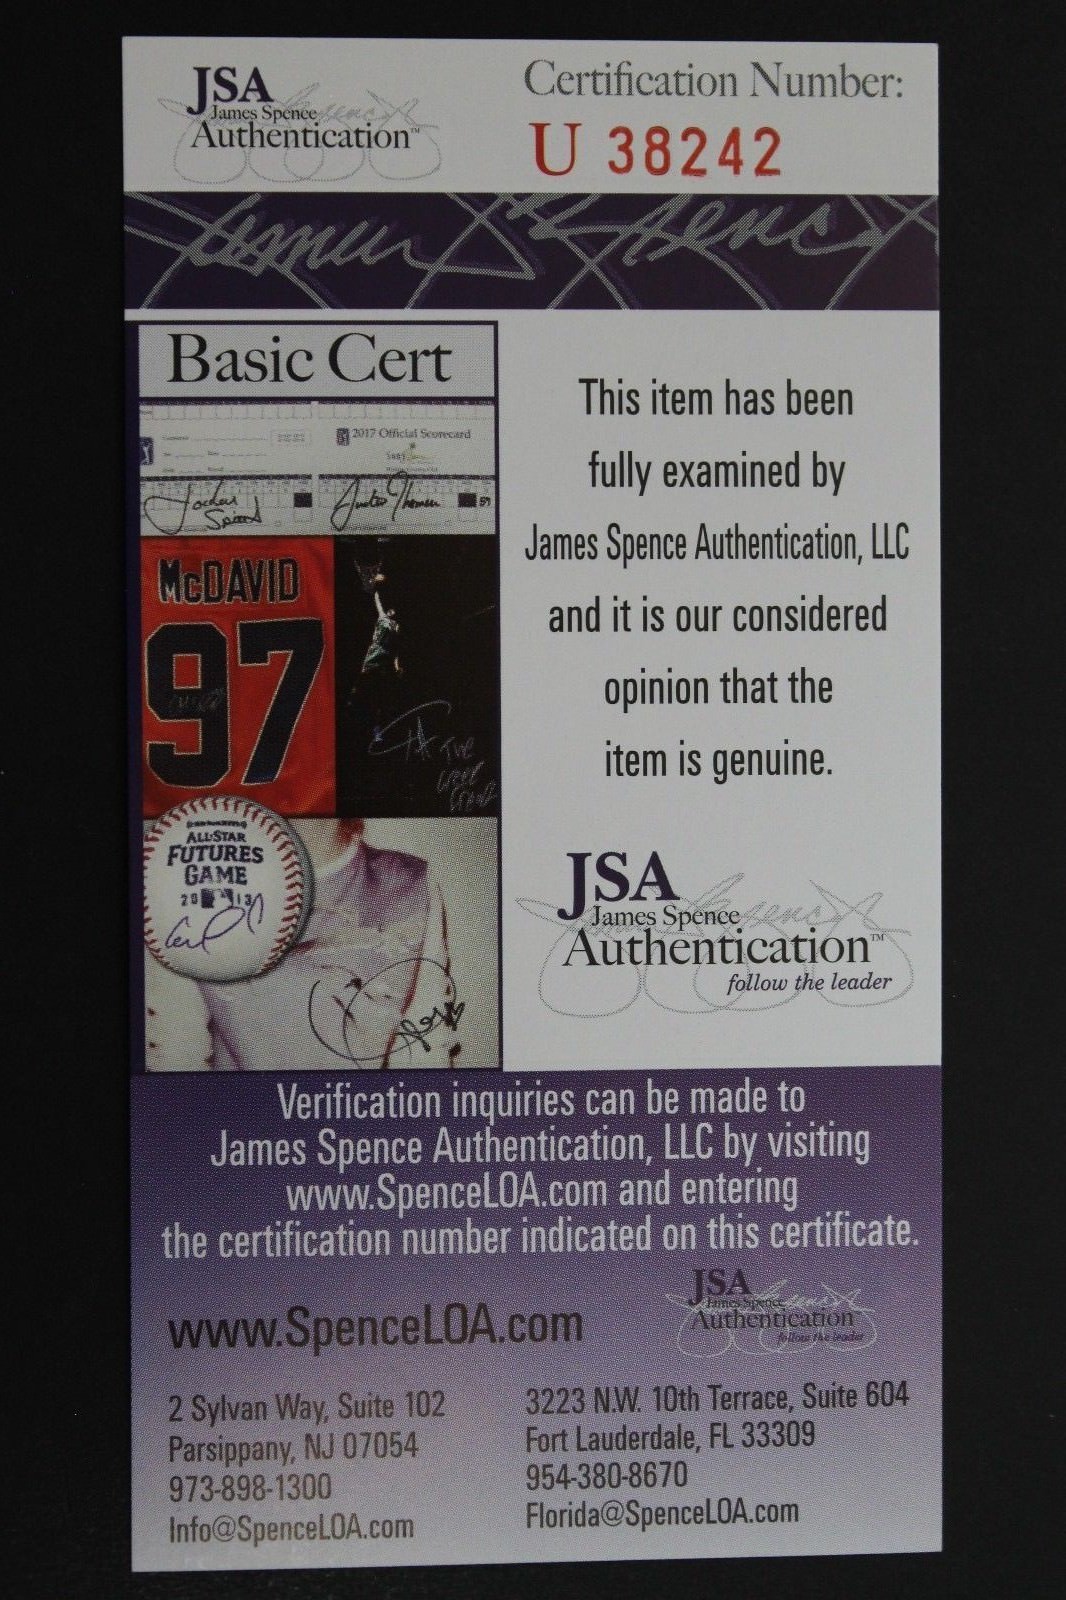 JSA
James Spence
Authentication™
Certification Number:
U 38242
Basic Cert
2017 Official Scorecard
McDAVID
97
ALL-STAR
FUTURES
GAME
2013
This item has been
fully examined by
James Spence Authentication, LLC
and it is our considered
opinion that the
item is genuine.
JSA
James Spence
Authentication™
follow the leader
Verification inquiries can be made to
James Spence Authentication, LLC by visiting
www.SpenceLOA.com and entering
the certification number indicated on this certificate.
www.SpenceLOA.com
JSA
James Spence
Authentication
follow the leader
2 Sylvan Way, Suite 102
Parsippany, NJ 07054
973-898-1300
Info@SpenceLOA.com
3223 N.W. 10th Terrace, Suite 604
Fort Lauderdale, FL 33309
954-380-8670
Florida@SpenceLOA.com